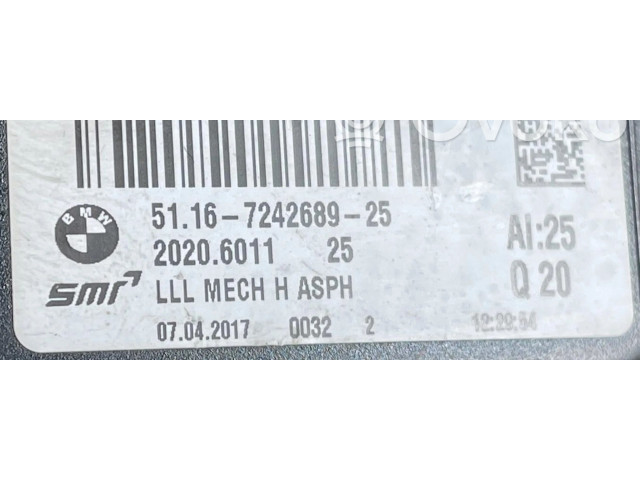 BMW
51.16-7242689-25
2020.6011 25
AI:25
smr
LLL MECH H ASPH
Q 20
07.04.2017 0032 2
12:29:54